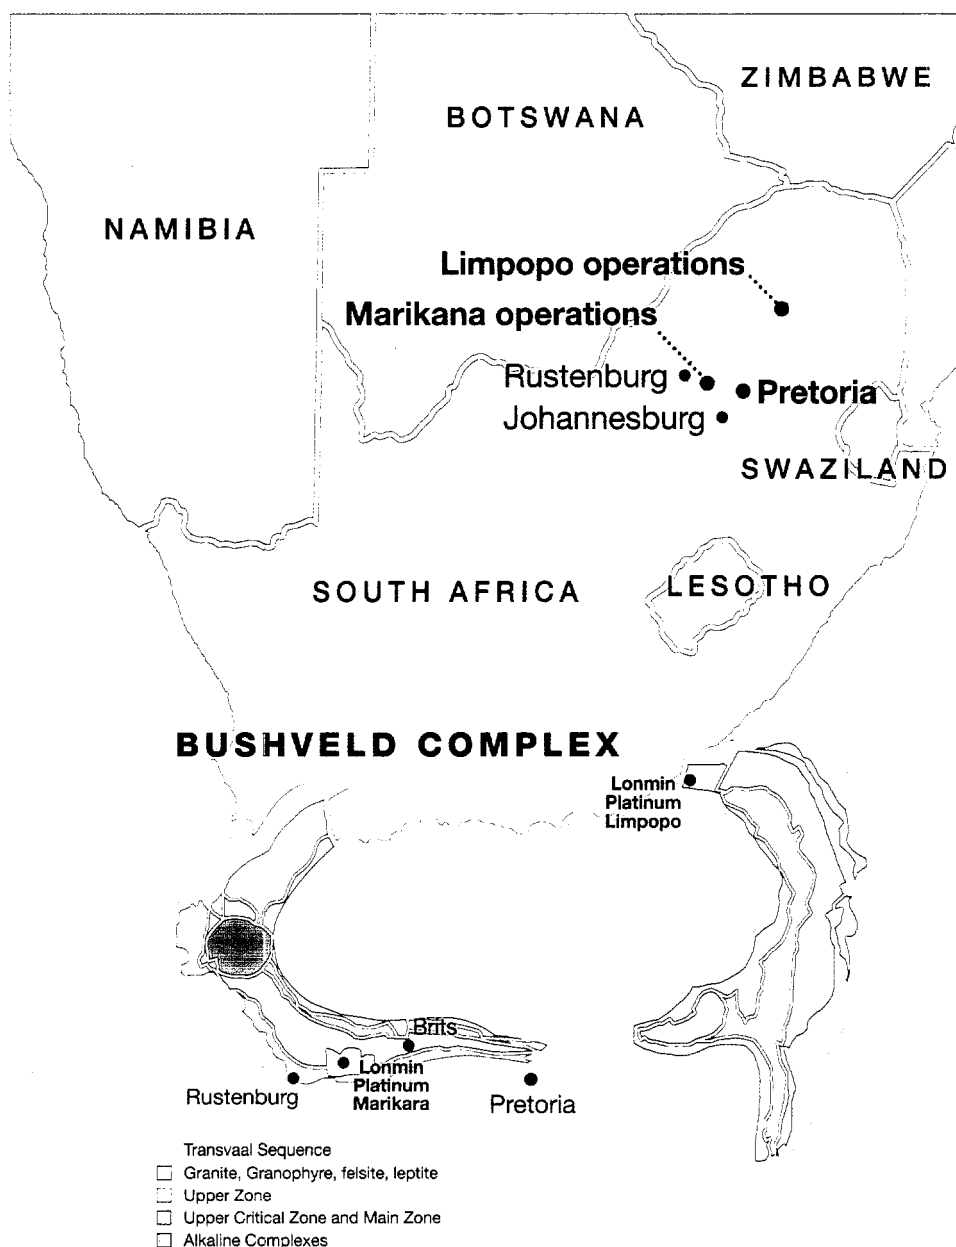 ZIMBABWE
BOTSWANA
NAMIBIA
Limpopo operations
Marikana operations
Rustenburg
Pretoria
Johannesburg
SWAZILAND
SOUTH AFRICA
LESOTHO
BUSHVELD COMPLEX
Lonmin
Platinum
Limpopo
Brits
Lonmin
Platinum
Marikara
Rustenburg
Pretoria
Transvaal Sequence
Granite, Granophyre, felsite, leptite
Upper Zone
Upper Critical Zone and Main Zone
Alkaline Complexes